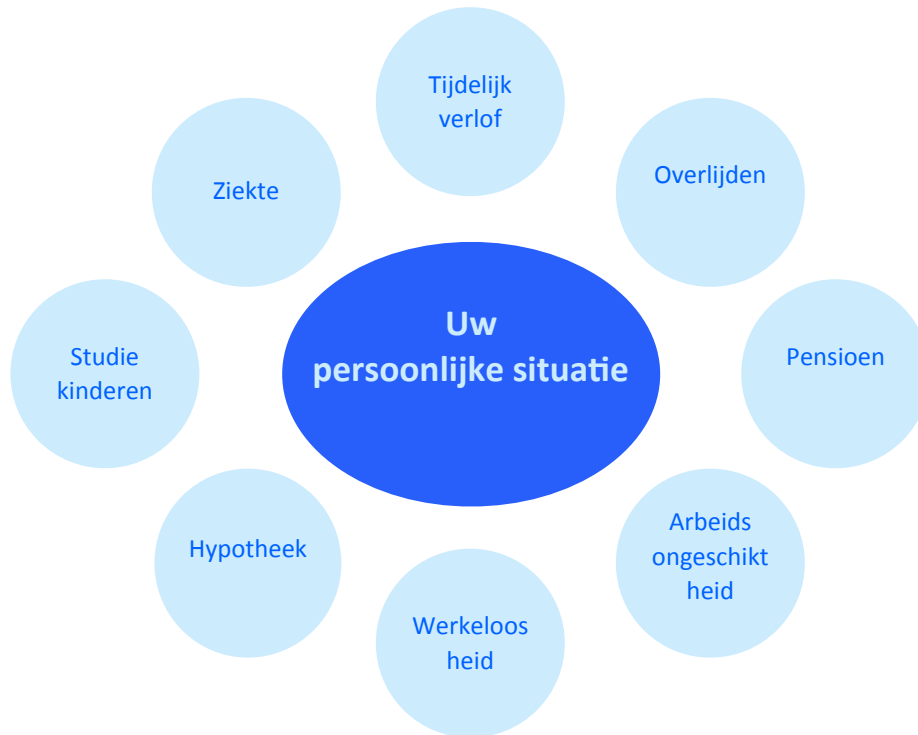 Tijdelijk
verlof
Ziekte
Overlijden
Uw
persoonlijke situatie
Studie
kinderen
Pensioen
Hypotheek
Arbeids
ongeschikt
heid
Werkeloos
heid